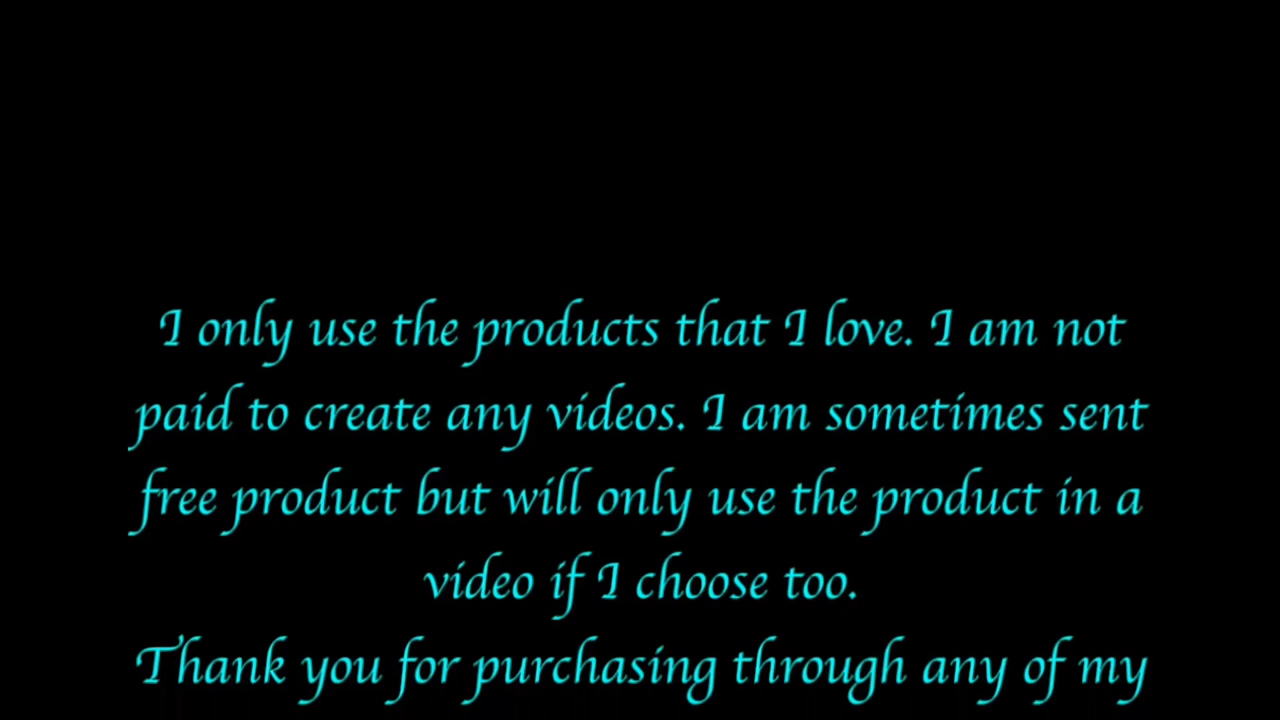 I only use the products that I love. I am not
paid to create any videos. I am sometimes sent
free product but will only use the product in a
video if I choose too.
Thank you for purchasing through any of my